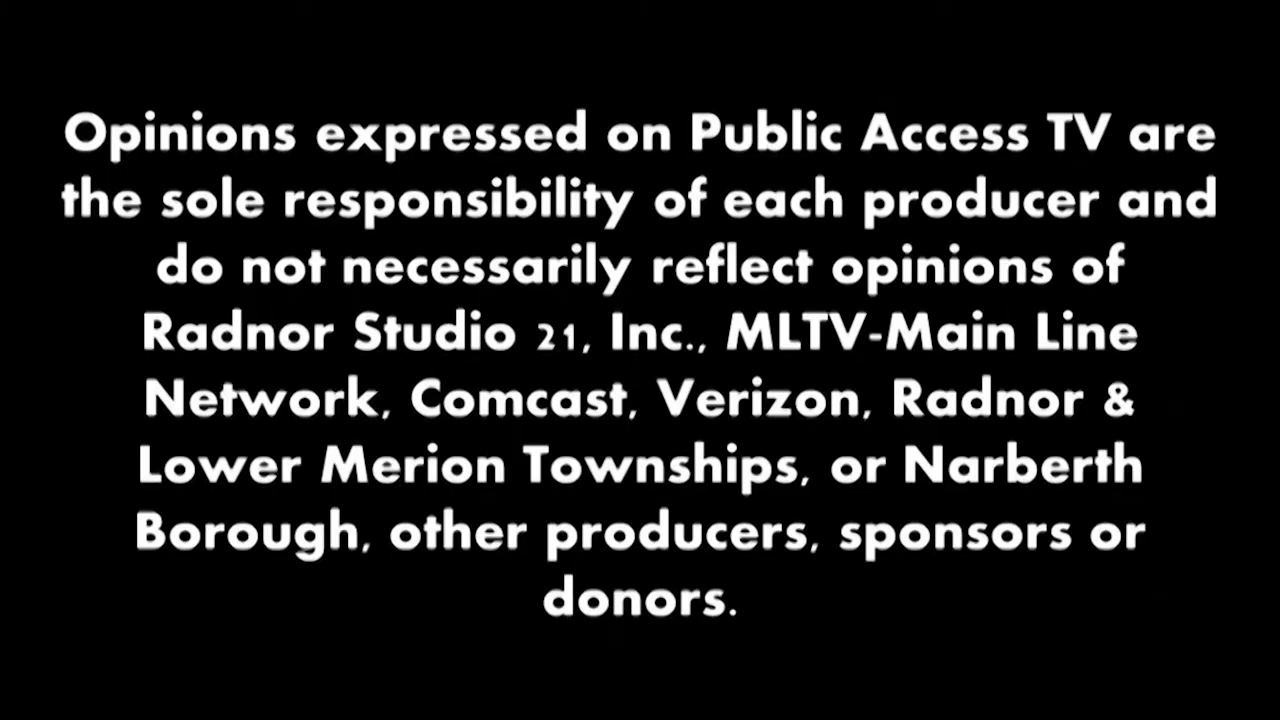 Opinions expressed on Public Access TV are
the sole responsibility of each producer and
do not necessarily reflect opinions of
Radnor Studio 21, Inc., MLTV-Main Line
Network, Comcast, Verizon, Radnor &
Lower Merion Townships, or Narberth
Borough, other producers, sponsors or
donors.